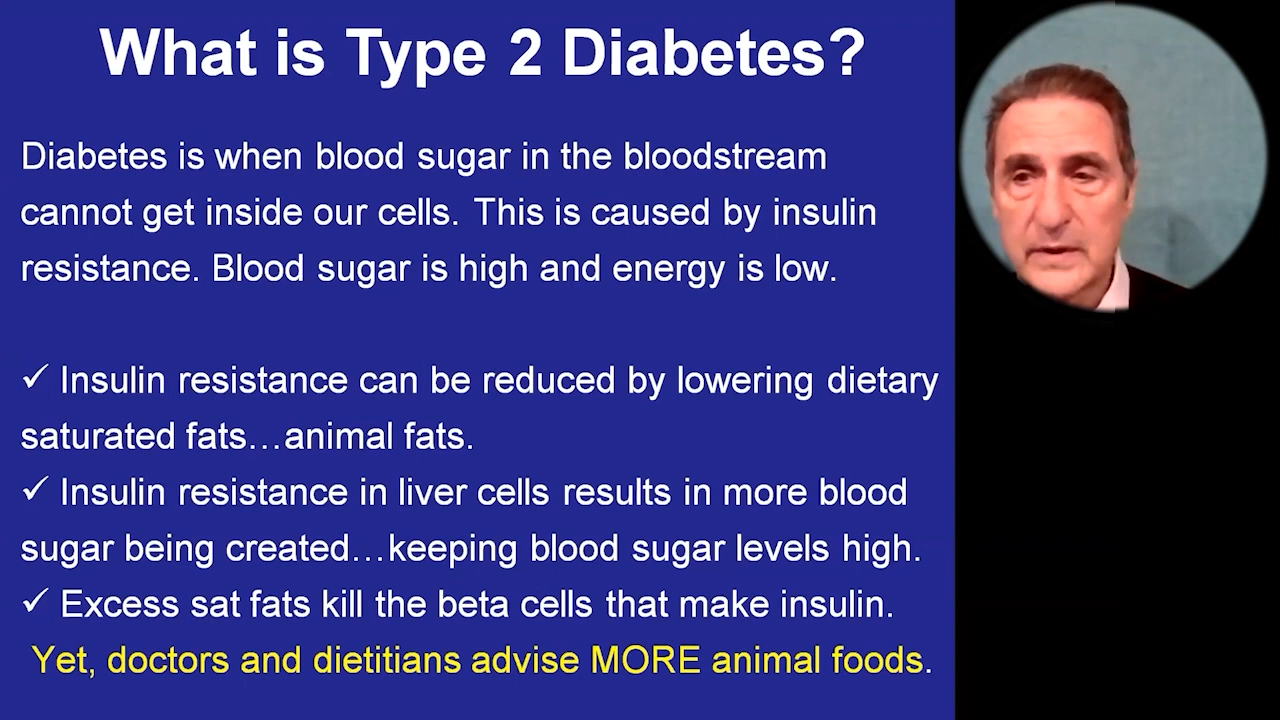 What is Type 2 Diabetes?
Diabetes is when blood sugar in the bloodstream
cannot get inside our cells. This is caused by insulin
resistance. Blood sugar is high and energy is low.
✓ Insulin resistance can be reduced by lowering dietary
saturated fats…animal fats.
✓ Insulin resistance in liver cells results in more blood
sugar being created…keeping blood sugar levels high.
✓ Excess sat fats kill the beta cells that make insulin.
Yet, doctors and dietitians advise MORE animal foods.